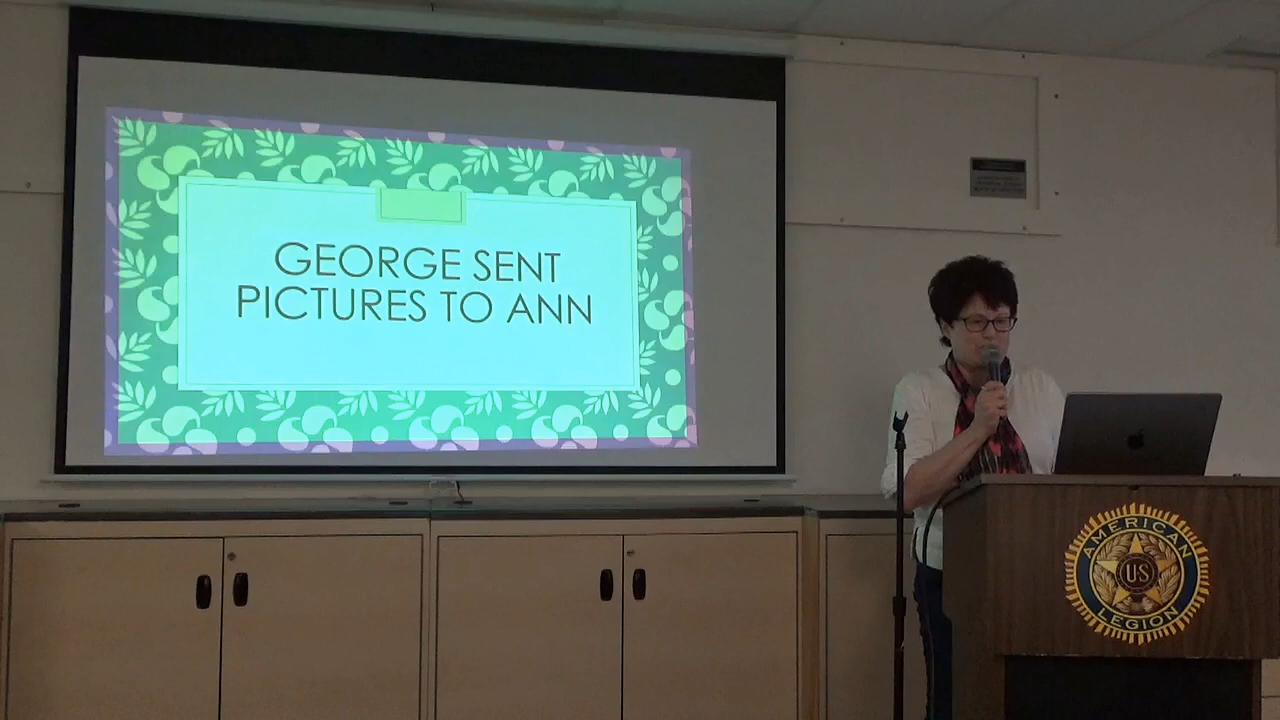 GEORGE SENT
PICTURES TO ANN
AMERICAN
US
LEGION